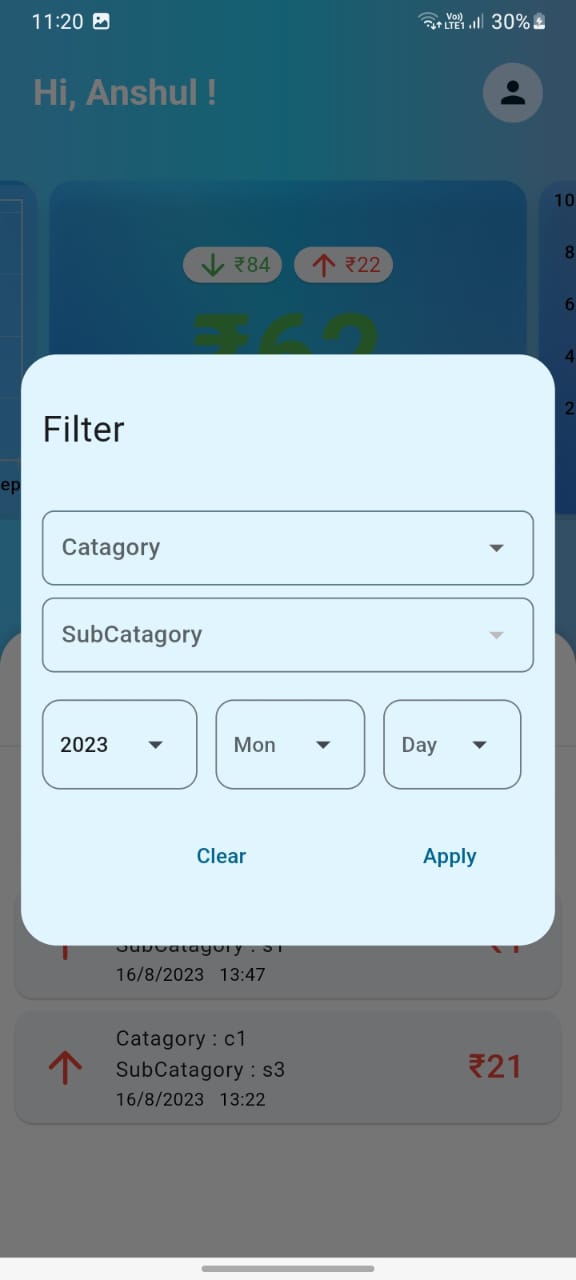 11:20 Vo)) LTE1 30%
Hi, Anshul !
10
₹84 ₹22
8
6
₹62
4
2
Filter
ep
Catagory
SubCatagory
2023 Mon Day
Clear Apply
SubCatagory : s1 ₹1
16/8/2023 13:47
Catagory : c1
SubCatagory : s3 ₹21
16/8/2023 13:22